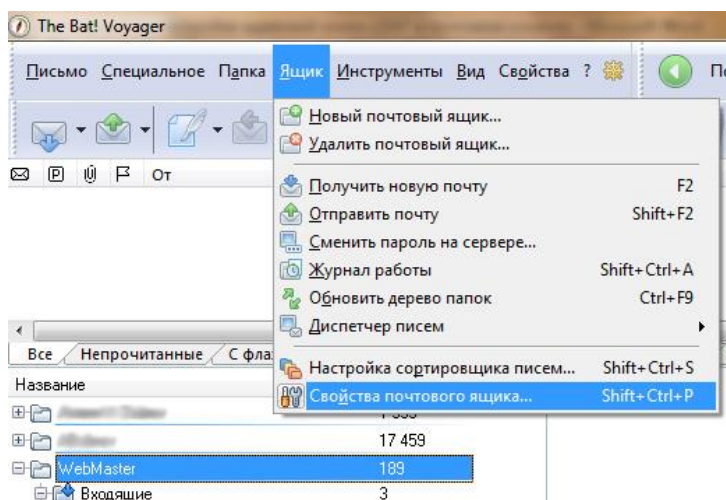 The Bat! Voyager
Письмо Специальное Папка Ящик Инструменты Вид Свойства ?
Новый почтовый ящик...
Удалить почтовый ящик...
От
Получить новую почту F2
Отправить почту Shift+F2
Сменить пароль на сервере...
Журнал работы Shift+Ctrl+A
Обновить дерево папок Ctrl+F9
Диспетчер писем
Все Непрочитанные С фла
Настройка сортировщика писем... Shift+Ctrl+S
Название
Свойства почтового ящика... Shift+Ctrl+P
17 459
WebMaster 189
Входящие 3